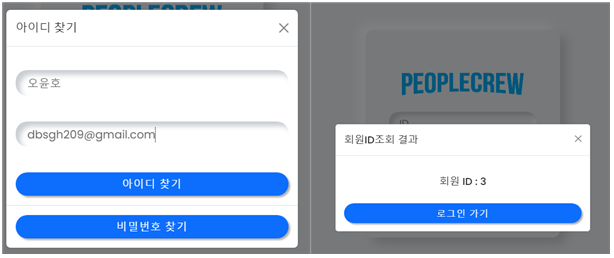 아이디 찾기
오윤호
dbsgh209@gmail.com
아이디 찾기
비밀번호 찾기
PEOPLECREW
ID
회원ID조회 결과
회원 ID : 3
로그인 가기